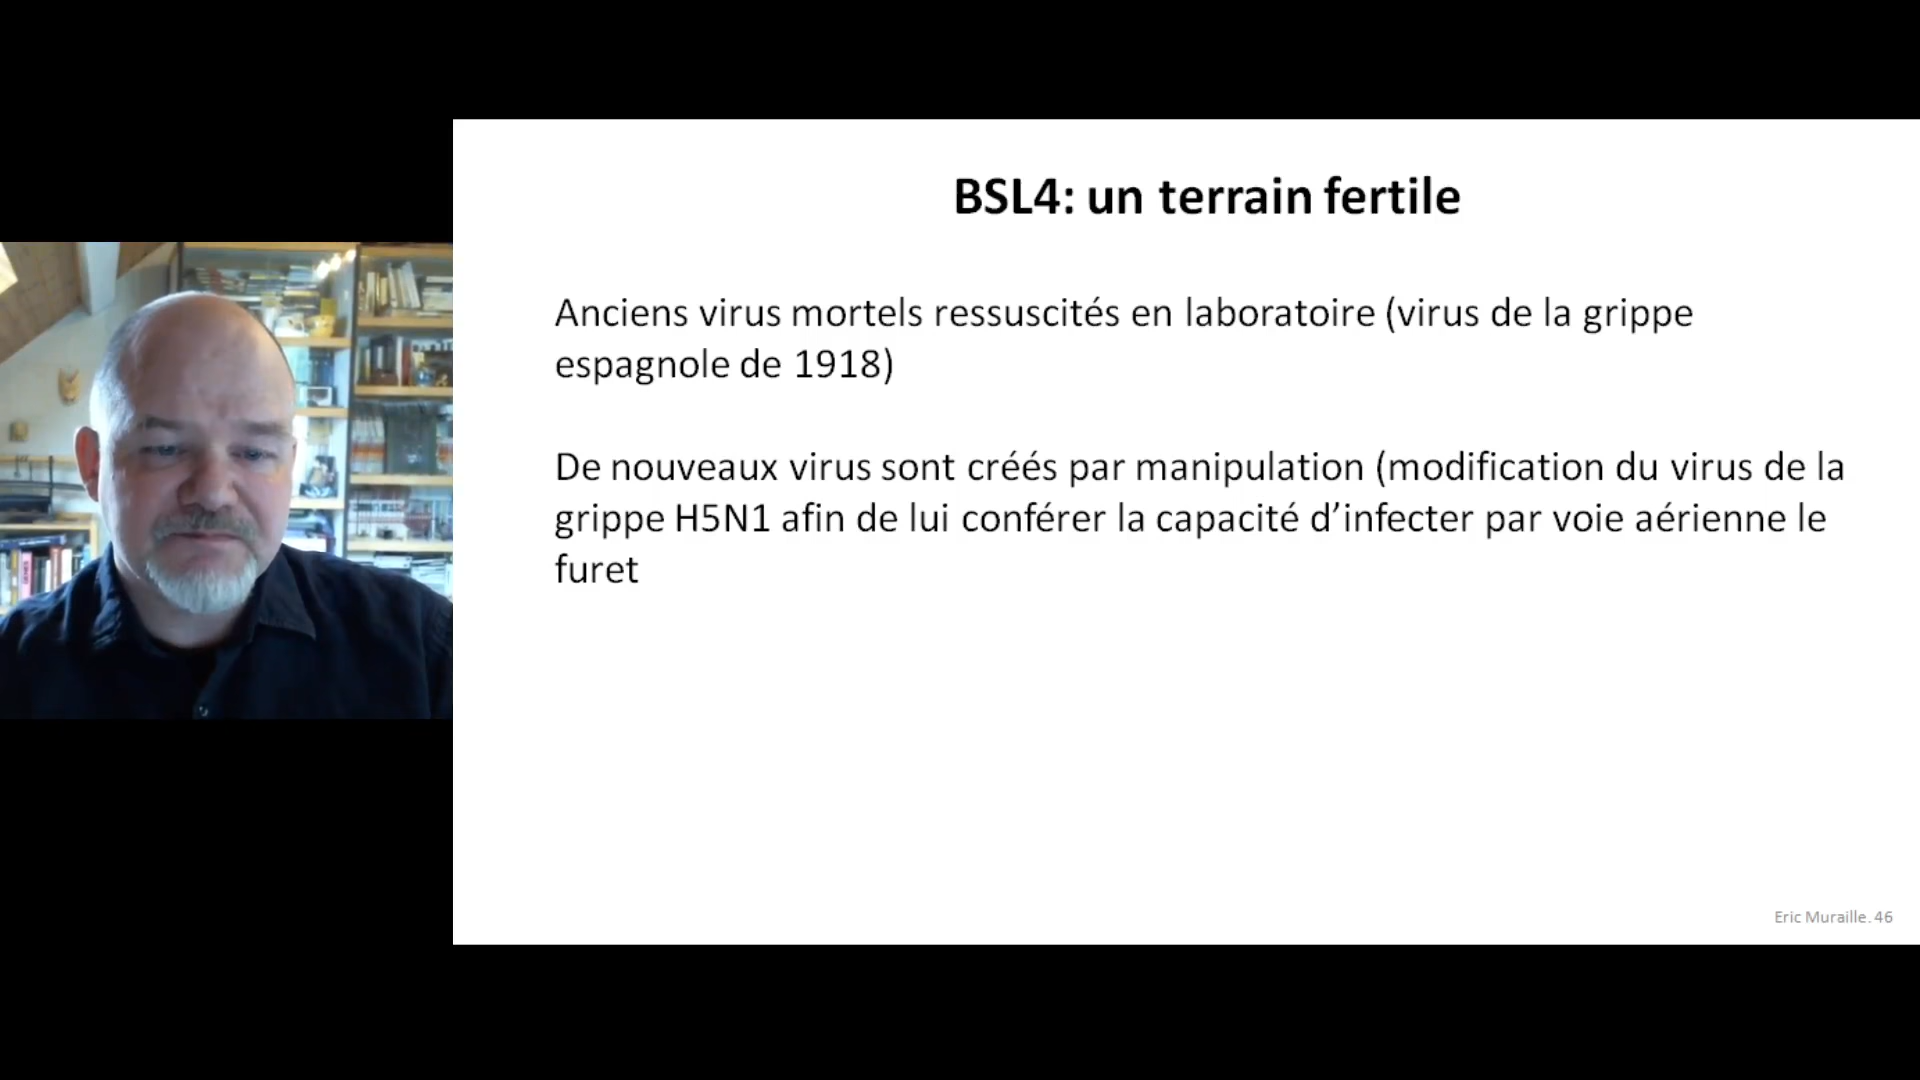 BSL4: un terrain fertile
Anciens virus mortels ressuscités en laboratoire (virus de la grippe
espagnole de 1918)
De nouveaux virus sont créés par manipulation (modification du virus de la
grippe H5N1 afin de lui conférer la capacité d’infecter par voie aérienne le
furet
Eric Muraille. 46